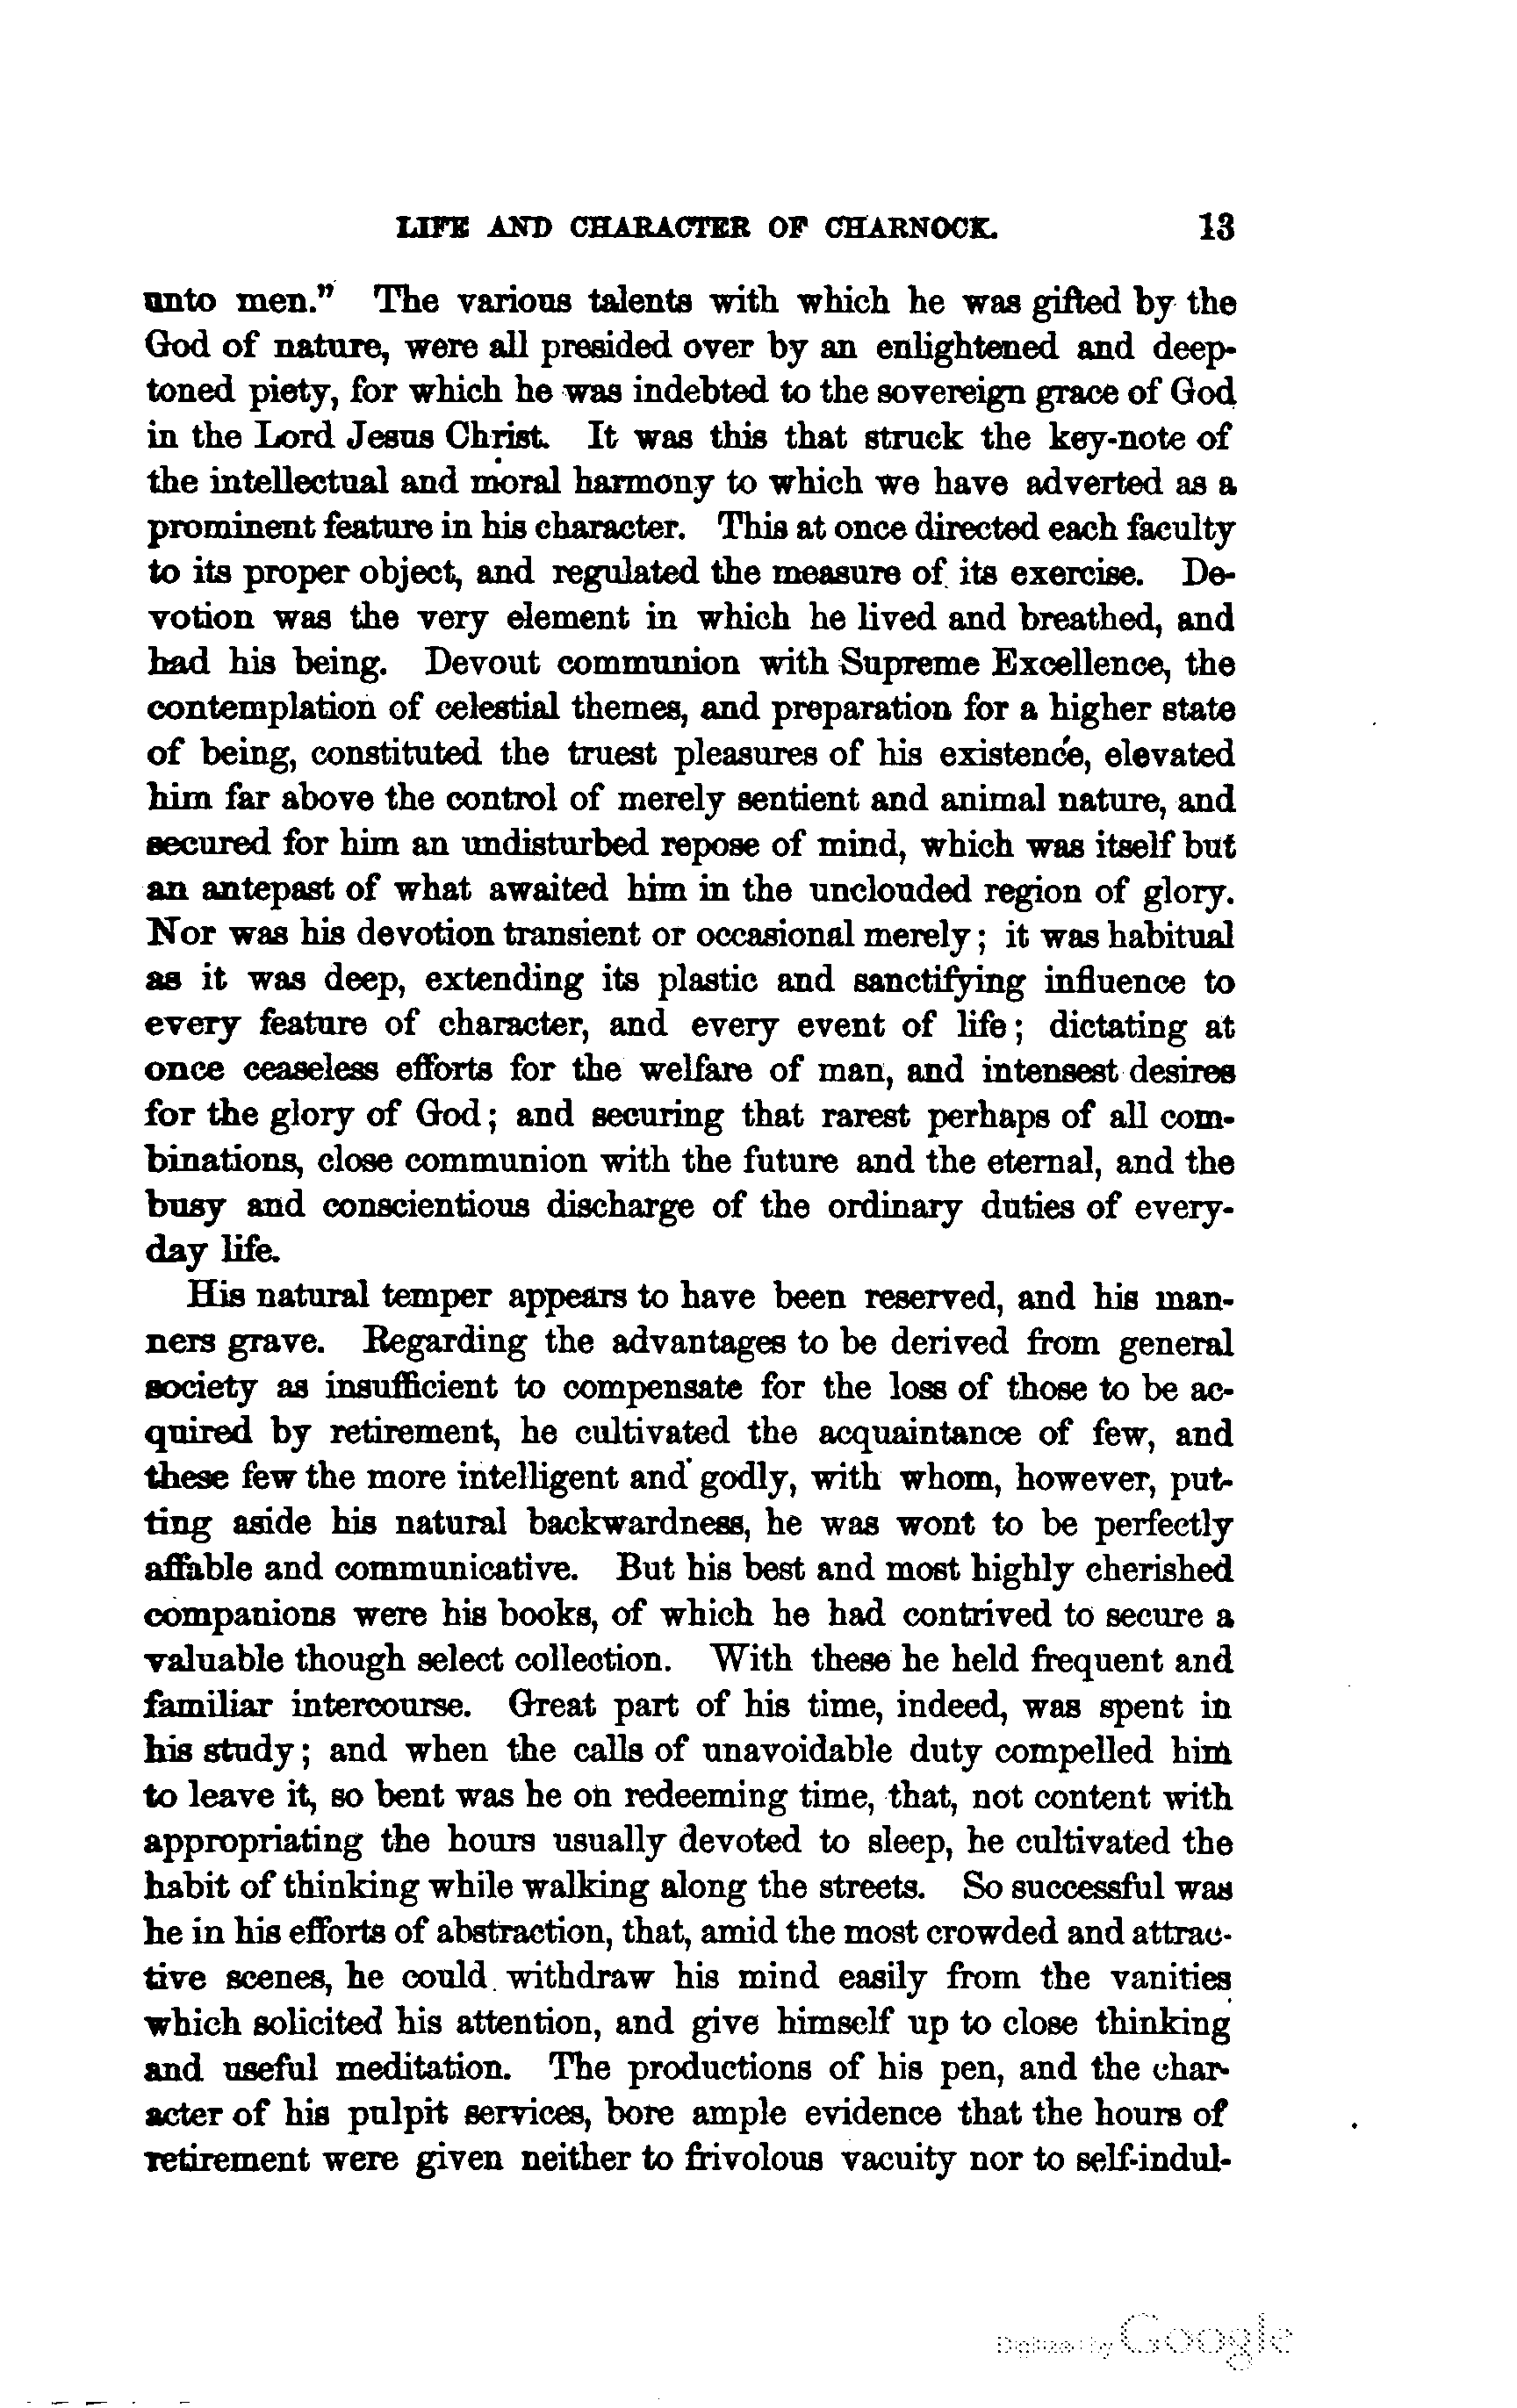 LIFE AND CHARACTER OF CHARNOCK. 13
unto men." The various talents with which he was gifted by the
God of nature, were all presided over by an enlightened and deep-
toned piety, for which he was indebted to the sovereign grace of God
in the Lord Jesus Christ. It was this that struck the key-note of
the intellectual and moral harmony to which we have adverted as a
prominent feature in his character. This at once directed each faculty
to its proper object, and regulated the measure of its exercise. De-
votion was the very element in which he lived and breathed, and
had his being. Devout communion with Supreme Excellence, the
contemplation of celestial themes, and preparation for a higher state
of being, constituted the truest pleasures of his existence, elevated
him far above the control of merely sentient and animal nature, and
secured for him an undisturbed repose of mind, which was itself but
an antepast of what awaited him in the unclouded region of glory.
Nor was his devotion transient or occasional merely; it was habitual
as it was deep, extending its plastic and sanctifying influence to
every feature of character, and every event of life; dictating at
once ceaseless efforts for the welfare of man, and intensest desires
for the glory of God; and securing that rarest perhaps of all com-
binations, close communion with the future and the eternal, and the
busy and conscientious discharge of the ordinary duties of every-
day life.
His natural temper appears to have been reserved, and his man-
ners grave. Regarding the advantages to be derived from general
society as insufficient to compensate for the loss of those to be ac-
quired by retirement, he cultivated the acquaintance of few, and
these few the more intelligent and godly, with whom, however, put-
ting aside his natural backwardness, he was wont to be perfectly
affable and communicative. But his best and most highly cherished
companions were his books, of which he had contrived to secure a
valuable though select collection. With these he held frequent and
familiar intercourse. Great part of his time, indeed, was spent in
his study; and when the calls of unavoidable duty compelled him
to leave it, so bent was he on redeeming time, that, not content with
appropriating the hours usually devoted to sleep, he cultivated the
habit of thinking while walking along the streets. So successful was
he in his efforts of abstraction, that, amid the most crowded and attrac-
tive scenes, he could withdraw his mind easily from the vanities
which solicited his attention, and give himself up to close thinking
and useful meditation. The productions of his pen, and the char-
acter of his pulpit services, bore ample evidence that the hours of
retirement were given neither to frivolous vacuity nor to self-indul-
Digitized by Google